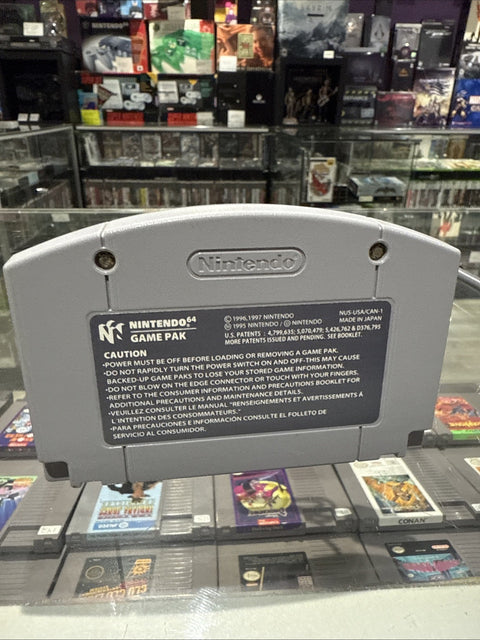 Nintendo
NINTENDO 64
GAME PAK
© 1996, 1997 NINTENDO
Ⓜ 1995 NINTENDO / Ⓓ NINTENDO
NUS-USA/CAN-1
MADE IN JAPAN
U.S. PATENTS : 4,799,635; 5,070,479; 5,426,762 & D376,795
MORE PATENTS ISSUED AND PENDING. SEE BOOKLET.
CAUTION
•POWER MUST BE OFF BEFORE LOADING OR REMOVING A GAME PAK.
•DO NOT RAPIDLY TURN THE POWER SWITCH ON AND OFF-THIS MAY CAUSE
BACKED-UP GAME PAKS TO LOSE YOUR STORED GAME INFORMATION.
•DO NOT BLOW ON THE EDGE CONNECTOR OR TOUCH WITH YOUR FINGERS.
•REFER TO THE CONSUMER INFORMATION AND PRECAUTIONS BOOKLET FOR
ADDITIONAL PRECAUTIONS AND MAINTENANCE DETAILS.
•VEUILLEZ CONSULTER LE MANUAL "RENSEIGNEMENTS ET AVERTISSEMENTS À
L'INTENTION DES CONSOMMATEURS."
•PARA PRECAUCIONES E INFORMACIÓN CONSULTE EL FOLLETO DE
SERVICIO AL CONSUMIDOR.
CONAN